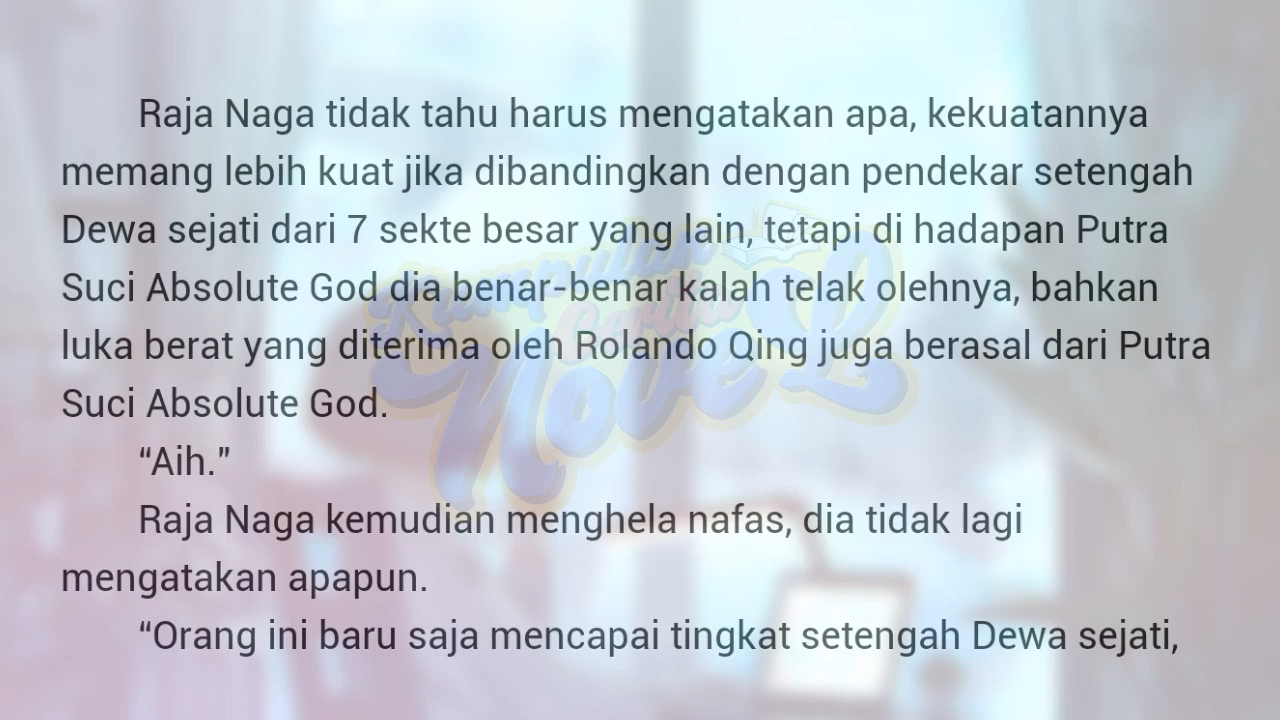 Raja Naga tidak tahu harus mengatakan apa, kekuatannya
memang lebih kuat jika dibandingkan dengan pendekar setengah
Dewa sejati dari 7 sekte besar yang lain, tetapi di hadapan Putra
Suci Absolute God dia benar-benar kalah telak olehnya, bahkan
luka berat yang diterima oleh Rolando Qing juga berasal dari Putra
Suci Absolute God.
“Aih.”
Raja Naga kemudian menghela nafas, dia tidak lagi
mengatakan apapun.
“Orang ini baru saja mencapai tingkat setengah Dewa sejati,
Kumpulan
Cerita
Novel